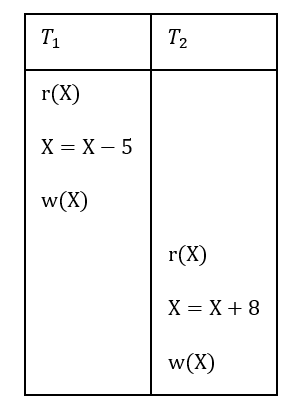 T₁ T₂
r(X)
X = X − 5
w(X)
r(X)
X = X + 8
w(X)